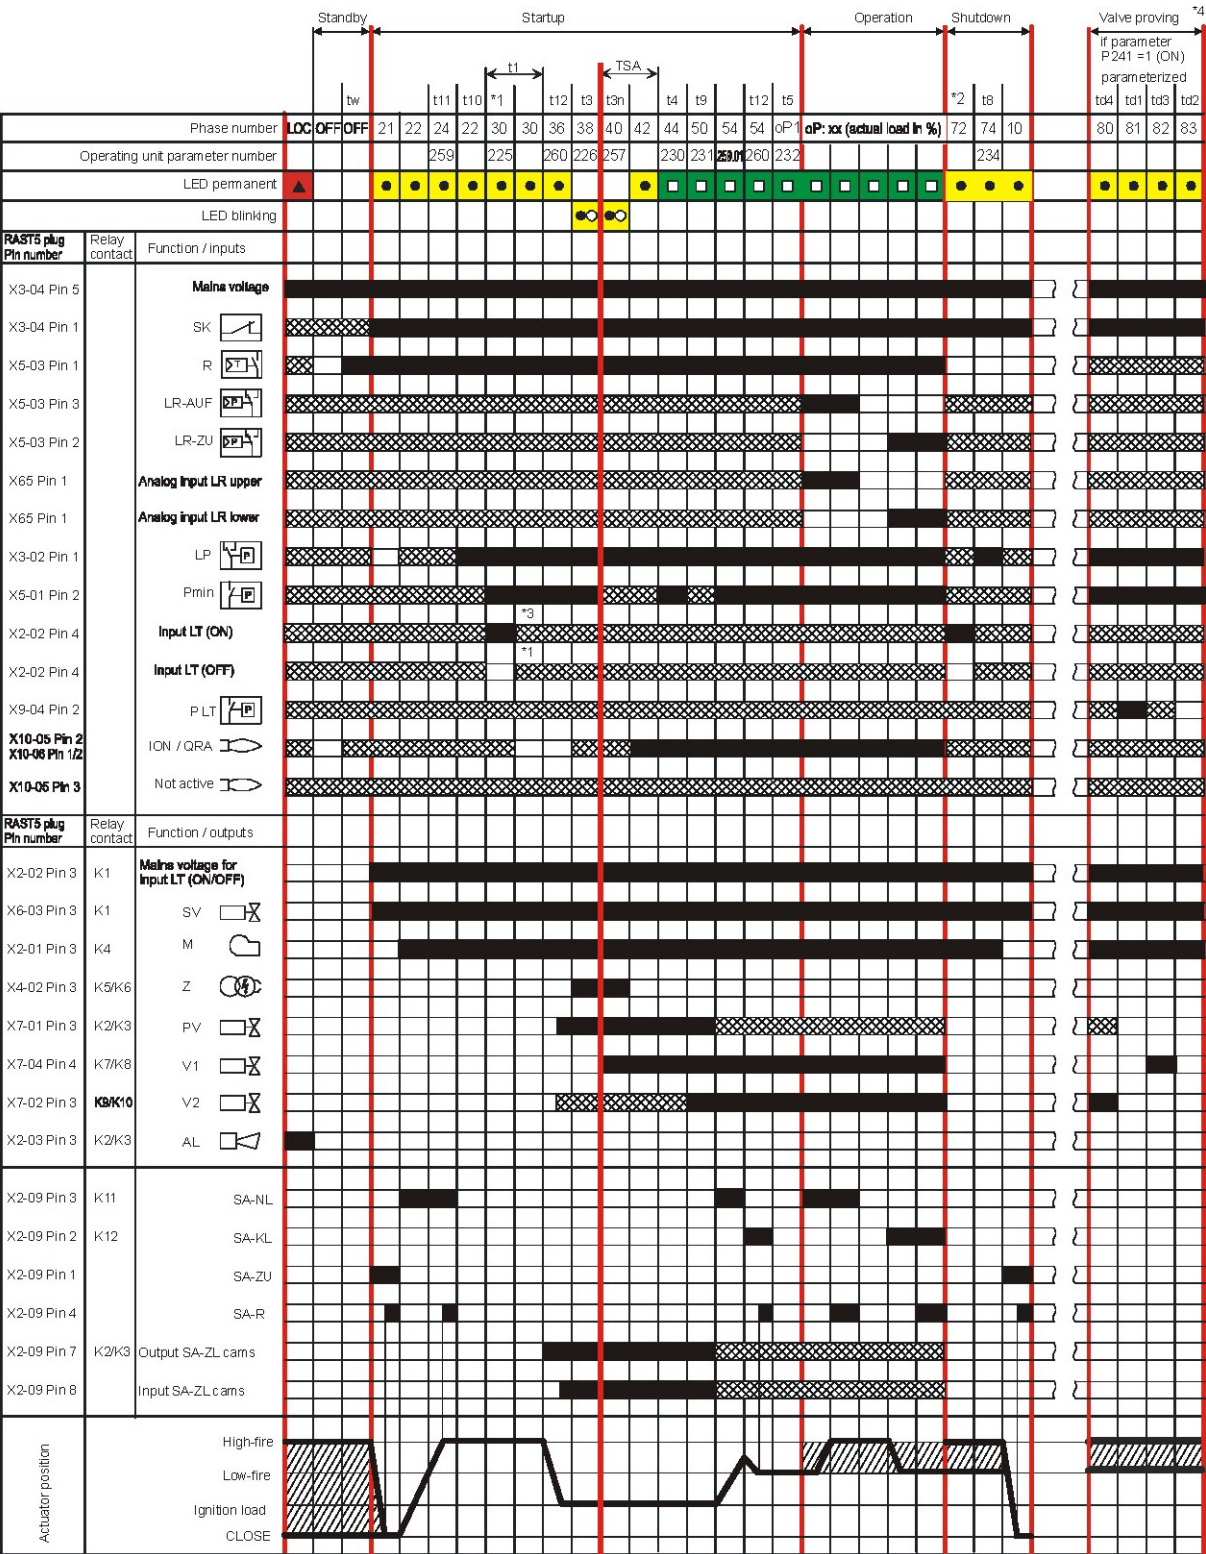 Standby Startup Operation Shutdown Valve proving *4
if parameter
P241 =1 (ON)
parameterized
t1 TSA
tw t11 t10 *1 t12 t3 t3n t4 t9 t12 t5 *2 t8 td4 td1 td3 td2
Phase number LOC OFF OFF 21 22 24 22 30 30 36 38 40 42 44 50 54 54 oP1 oP: xx (actual load in %) 72 74 10 80 81 82 83
Operating unit parameter number 259 225 260 226 257 230 231 259.01 260 232 234
LED permanent
LED blinking
RAST5 plug Pin number Relay contact Function / inputs
X3-04 Pin 5 Mains voltage
X3-04 Pin 1 SK
X5-03 Pin 1 R T
X5-03 Pin 3 LR-AUF P
X5-03 Pin 2 LR-ZU P
X65 Pin 1 Analog input LR upper
X65 Pin 1 Analog input LR lower
X3-02 Pin 1 LP P
X5-01 Pin 2 Pmin P
*3
X2-02 Pin 4 Input LT (ON)
*1
X2-02 Pin 4 Input LT (OFF)
X9-04 Pin 2 P LT P
X10-05 Pin 2
X10-06 Pin 1/2 ION / QRA
X10-05 Pin 3 Not active
RAST5 plug Pin number Relay contact Function / outputs
X2-02 Pin 3 K1 Mains voltage for
input LT (ON/OFF)
X6-03 Pin 3 K1 SV
X2-01 Pin 3 K4 M
X4-02 Pin 3 K5/K6 Z
X7-01 Pin 3 K2/K3 PV
X7-04 Pin 4 K7/K8 V1
X7-02 Pin 3 K9/K10 V2
X2-03 Pin 3 K2/K3 AL
X2-09 Pin 3 K11 SA-NL
X2-09 Pin 2 K12 SA-KL
X2-09 Pin 1 SA-ZU
X2-09 Pin 4 SA-R
X2-09 Pin 7 K2/K3 Output SA-ZL cams
X2-09 Pin 8 Input SA-ZL cams
Actuator position
High-fire
Low-fire
Ignition load
CLOSE